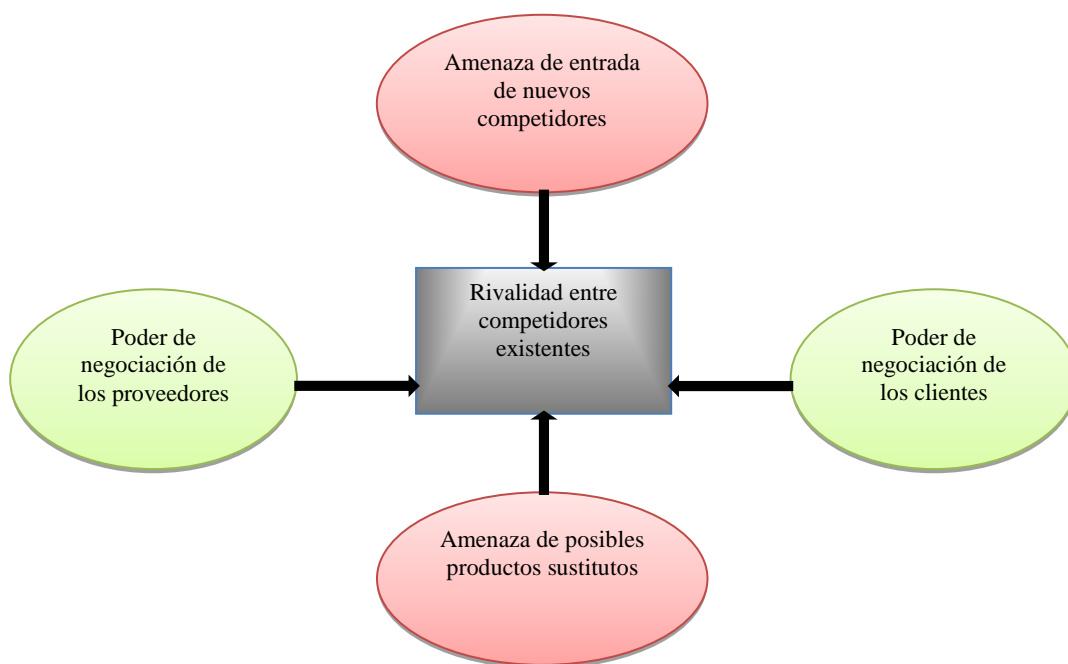 Amenaza de entrada
de nuevos
competidores
Rivalidad entre
competidores
existentes
Poder de
negociación de
los proveedores
Poder de
negociación de
los clientes
Amenaza de posibles
productos sustitutos